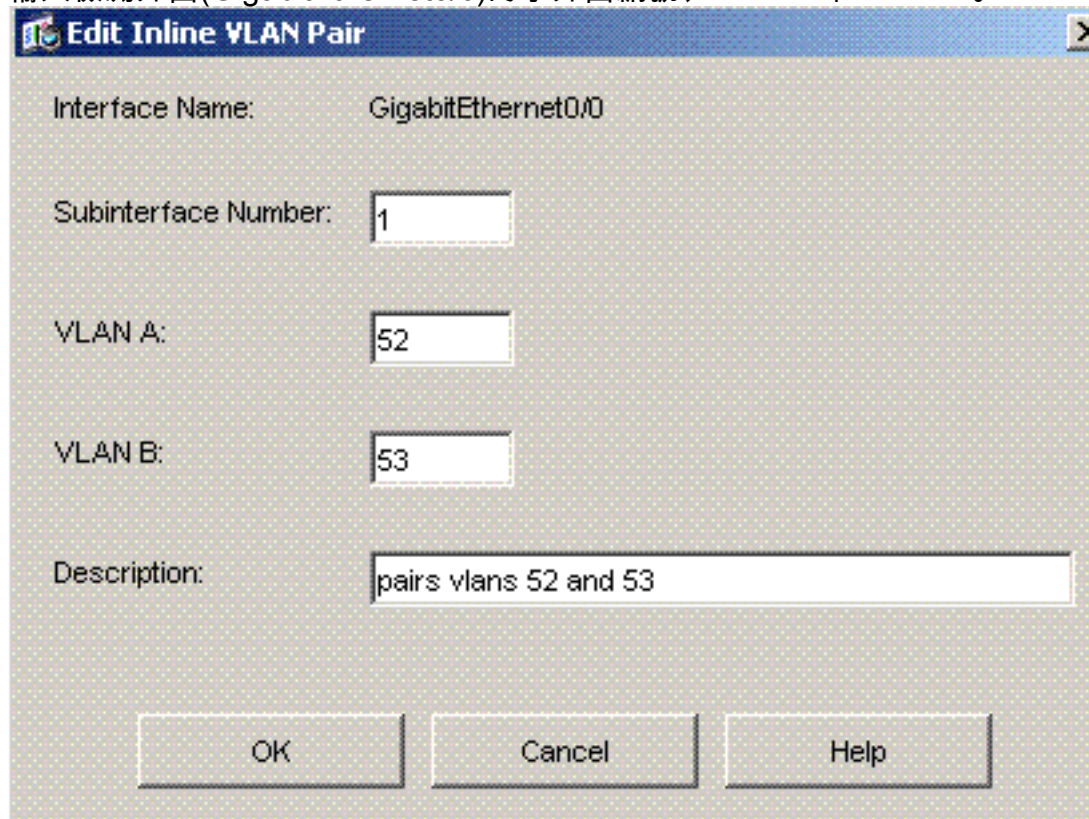 Edit Inline VLAN Pair
Interface Name: GigabitEthernet0/0
Subinterface Number: 1
VLAN A: 52
VLAN B: 53
Description: pairs vlans 52 and 53
OK Cancel Help